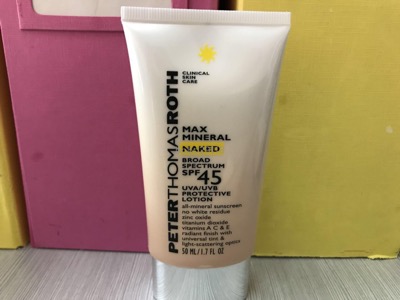 CLINICAL
SKIN
CARE
PETERTHOMASROTH
MAX
MINERAL
NAKED
BROAD
SPECTRUM
SPF 45
UVA/UVB
PROTECTIVE
LOTION
all-mineral sunscreen
no white residue
zinc oxide
titanium dioxide
vitamins A C & E
radiant finish with
universal tint &
light-scattering optics
50 ML/1.7 FL OZ